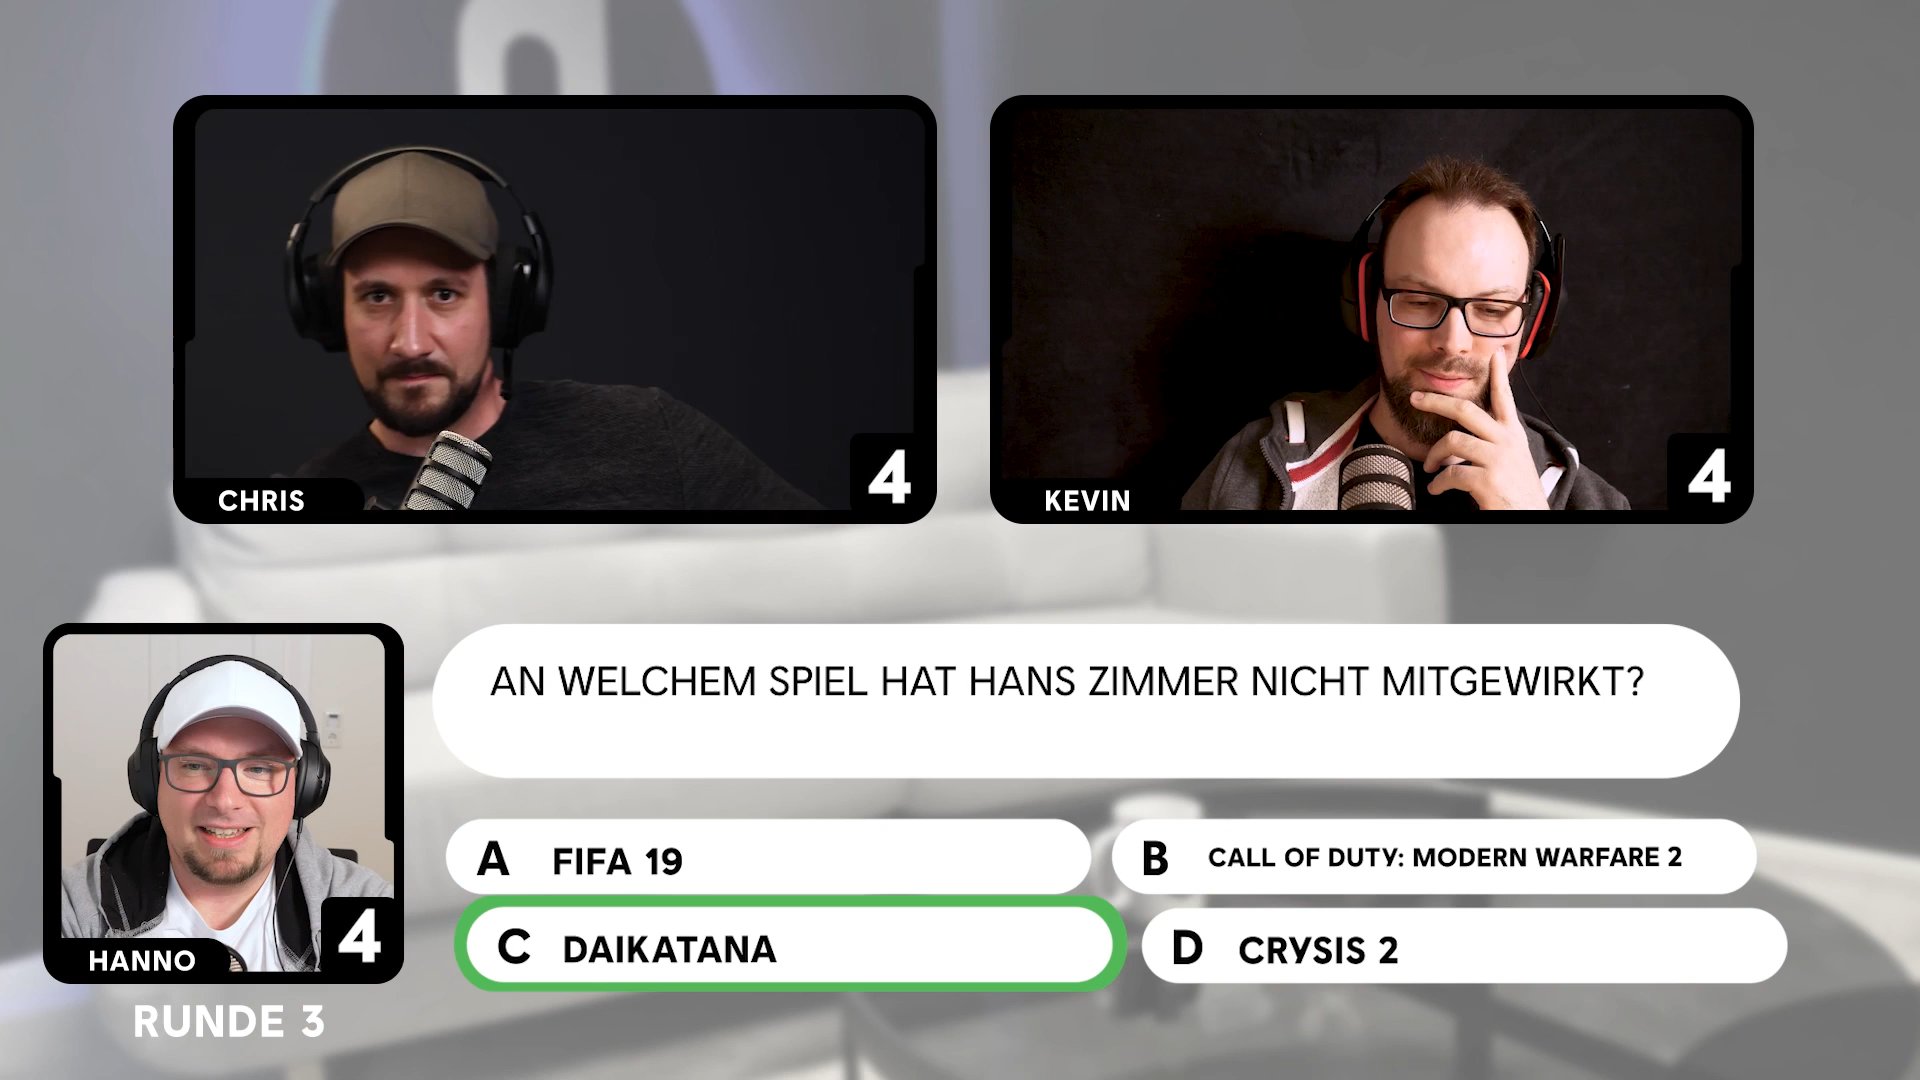 CHRIS
4
KEVIN
4
AN WELCHEM SPIEL HAT HANS ZIMMER NICHT MITGEWIRKT?
A FIFA 19
B CALL OF DUTY: MODERN WARFARE 2
C DAIKATANA
D CRYSIS 2
HANNO
4
RUNDE 3